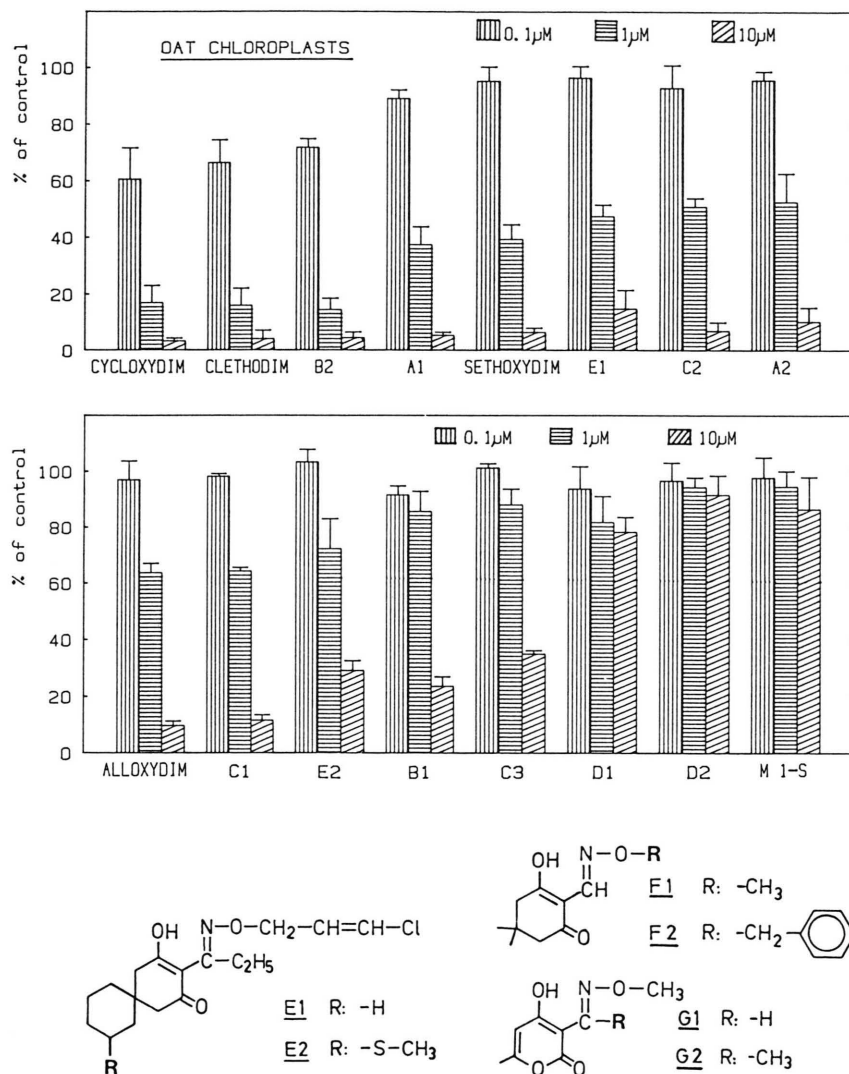 OAT CHLOROPLASTS
0.1µM 1µM 10µM
% of control
100
80
60
40
20
0
CYCLOXYDIM CLETHODIM B2 A1 SETHOXYDIM E1 C2 A2
0.1µM 1µM 10µM
% of control
100
80
60
40
20
0
ALLOXYDIM C1 E2 B1 C3 D1 D2 M 1-S
OH N-O-CH₂-CH=CH-Cl
C-C₂H₅
O
R
E1 R: -H
E2 R: -S-CH₃
OH N-O-R
CH
O
F1 R: -CH₃
F2 R: -CH₂-
OH N-O-CH₃
C-R
O O
G1 R: -H
G2 R: -CH₃